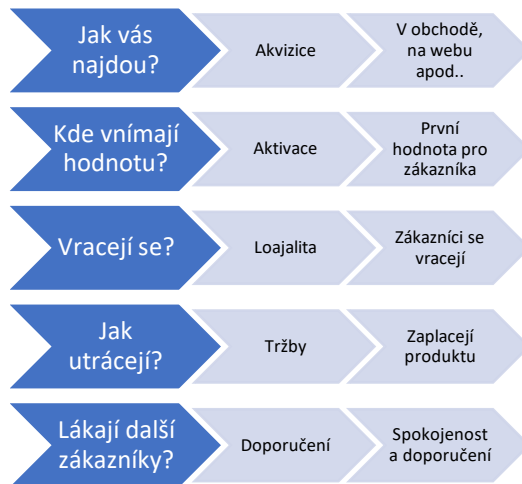 Jak vás
najdou?
Akvizice
V obchodě,
na webu
apod..
Kde vnímají
hodnotu?
Aktivace
První
hodnota pro
zákazníka
Vracejí se?
Loajalita
Zákazníci se
vracejí
Jak
utrácejí?
Tržby
Zaplacejí
produktu
Lákají další
zákazníky?
Doporučení
Spokojenost
a doporučení